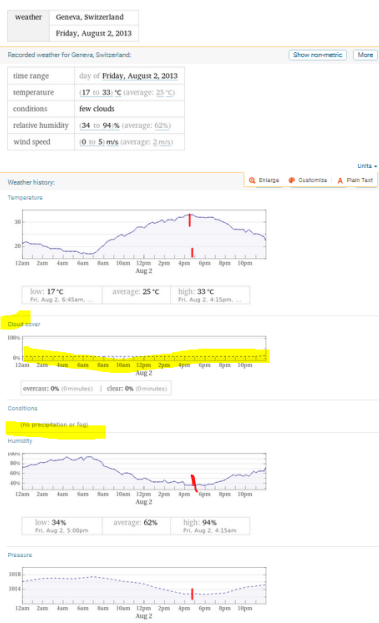 weather Geneva, Switzerland
Friday, August 2, 2013
Recorded weather for Geneva, Switzerland:
Show non-metric More
time range day of Friday, August 2, 2013
temperature (17 to 33) °C (average: 25 °C)
conditions few clouds
relative humidity (34 to 94)% (average: 62%)
wind speed (0 to 5) m/s (average: 2 m/s)
Units
Weather history:
Enlarge Customize A Plain Text
Temperature
30
20
12am 2am 4am 6am 8am 10am 12pm 2pm 4pm 6pm 8pm 10pm
Aug 2
low: 17 °C average: 25 °C high: 33 °C
Fri, Aug 2, 6:45am, ... Fri, Aug 2, 4:15pm, ...
Cloud cover
100%
0%
12am 2am 4am 6am 8am 10am 12pm 2pm 4pm 6pm 8pm 10pm
Aug 2
overcast: 0% (0minutes) | clear: 0% (0minutes)
Conditions
(no precipitation or fog)
Humidity
100%
80%
60%
40%
12am 2am 4am 6am 8am 10am 12pm 2pm 4pm 6pm 8pm 10pm
Aug 2
low: 34% average: 62% high: 94%
Fri, Aug 2, 5:00pm Fri, Aug 2, 4:15am
Pressure
1018
1014
12am 2am 4am 6am 8am 10am 12pm 2pm 4pm 6pm 8pm 10pm
Aug 2